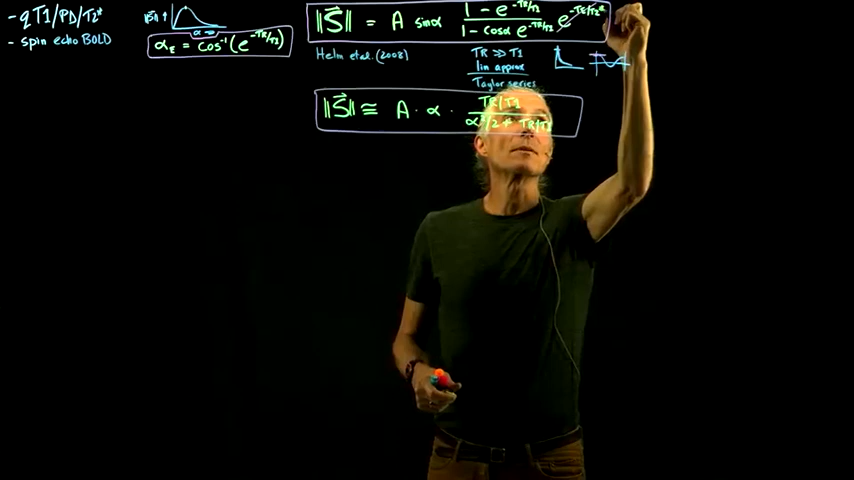 - qT1/PD/T2*
- spin echo BOLD
‖S⃗‖ ↑
α →
α_E = cos⁻¹(e^-TR/T1)
‖S⃗‖ = A sinα (1 - e^-TR/T1)/(1 - cosα e^-TR/T1) e^-TE/T2*
Helm et al. (2008)
TR ≫ T1
lin approx
Taylor series
‖S⃗‖ ≅ A · α · (TR/T1)/(α²/2 + TR/T1)